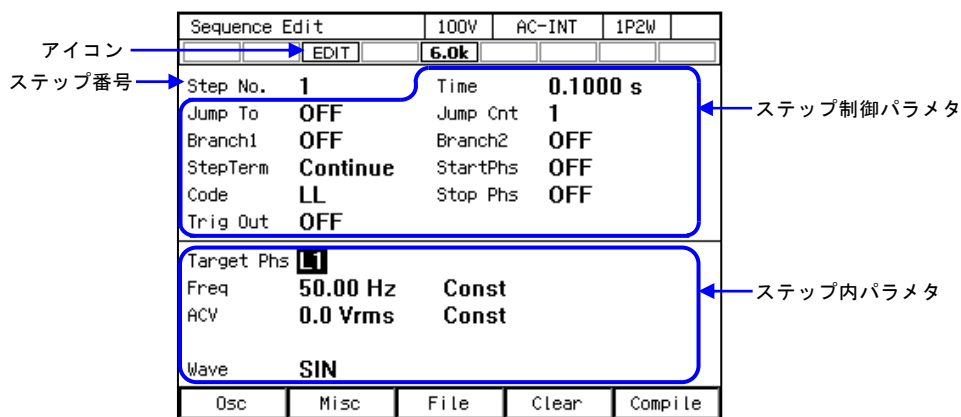 Sequence Edit 100V AC-INT 1P2W
アイコン EDIT 6.0k
ステップ番号 Step No. 1 Time 0.1000 s
Jump To OFF Jump Cnt 1 ステップ制御パラメタ
Branch1 OFF Branch2 OFF
StepTerm Continue StartPhs OFF
Code LL Stop Phs OFF
Trig Out OFF
Target Phs L1
Freq 50.00 Hz Const ステップ内パラメタ
ACV 0.0 Vrms Const
Wave SIN
Osc Misc File Clear Compile